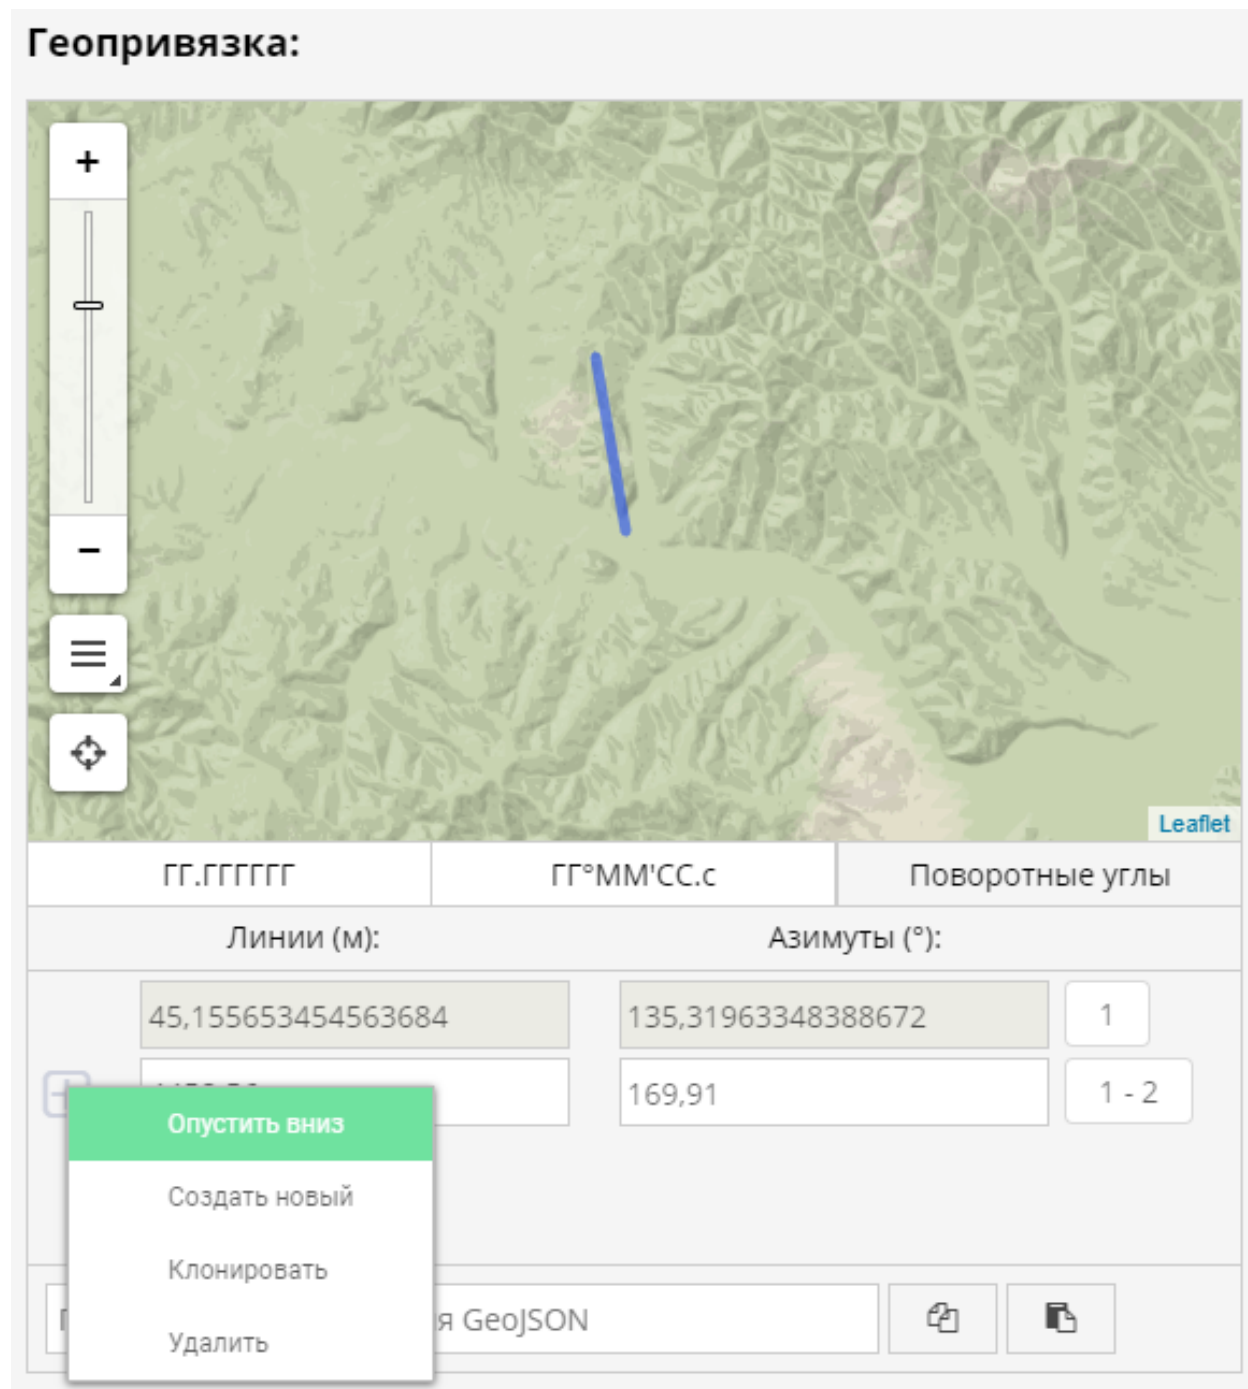 Геопривязка:
+
−
Leaflet
ГГ.ГГГГГГ
ГГ°ММ'СС.с
Поворотные углы
Линии (м):
Азимуты (°):
45,155653454563684
135,31963348388672
1
169,91
1 - 2
Опустить вниз
Создать новый
Клонировать
Удалить
я GeoJSON